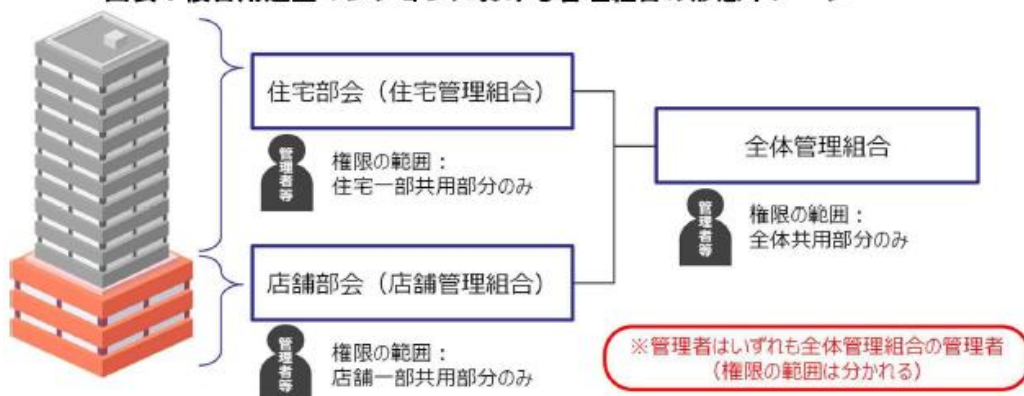 住宅部会（住宅管理組合）
管理者等
権限の範囲：
住宅一部共用部分のみ
全体管理組合
管理者等
権限の範囲：
全体共用部分のみ
店舗部会（店舗管理組合）
管理者等
権限の範囲：
店舗一部共用部分のみ
※管理者はいずれも全体管理組合の管理者
（権限の範囲は分かれる）